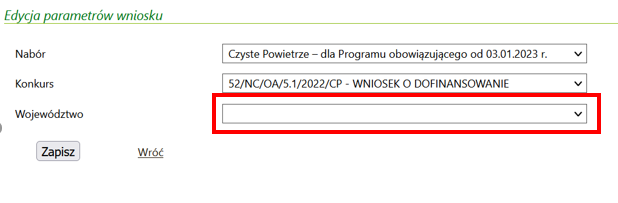 Edycja parametrów wniosku
Nabór Czyste Powietrze – dla Programu obowiązującego od 03.01.2023 r.
Konkurs 52/NC/OA/5.1/2022/CP - WNIOSEK O DOFINANSOWANIE
Województwo
Zapisz Wróć